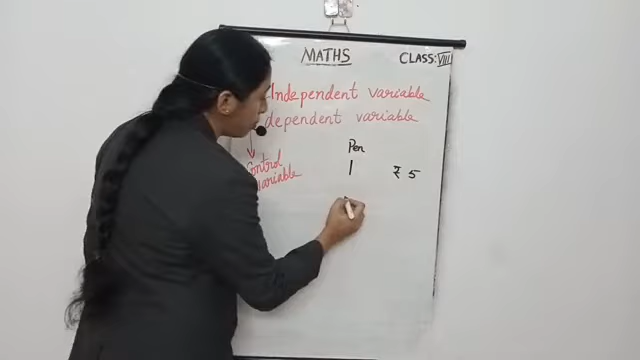 MATHS
CLASS: VIII
Independent variable
dependent variable
Control
variable
Pen
1 ₹ 5